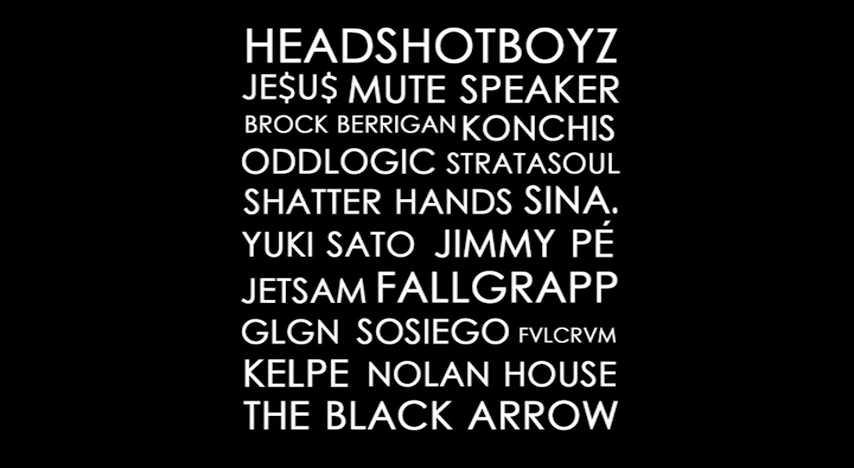 HEADSHOTBOYZ
JE$U$ MUTE SPEAKER
BROCK BERRIGAN KONCHIS
ODDLOGIC STRATASOUL
SHATTER HANDS SINA.
YUKI SATO JIMMY PÉ
JETSAM FALLGRAPP
GLGN SOSIEGO FVLCRVM
KELPE NOLAN HOUSE
THE BLACK ARROW